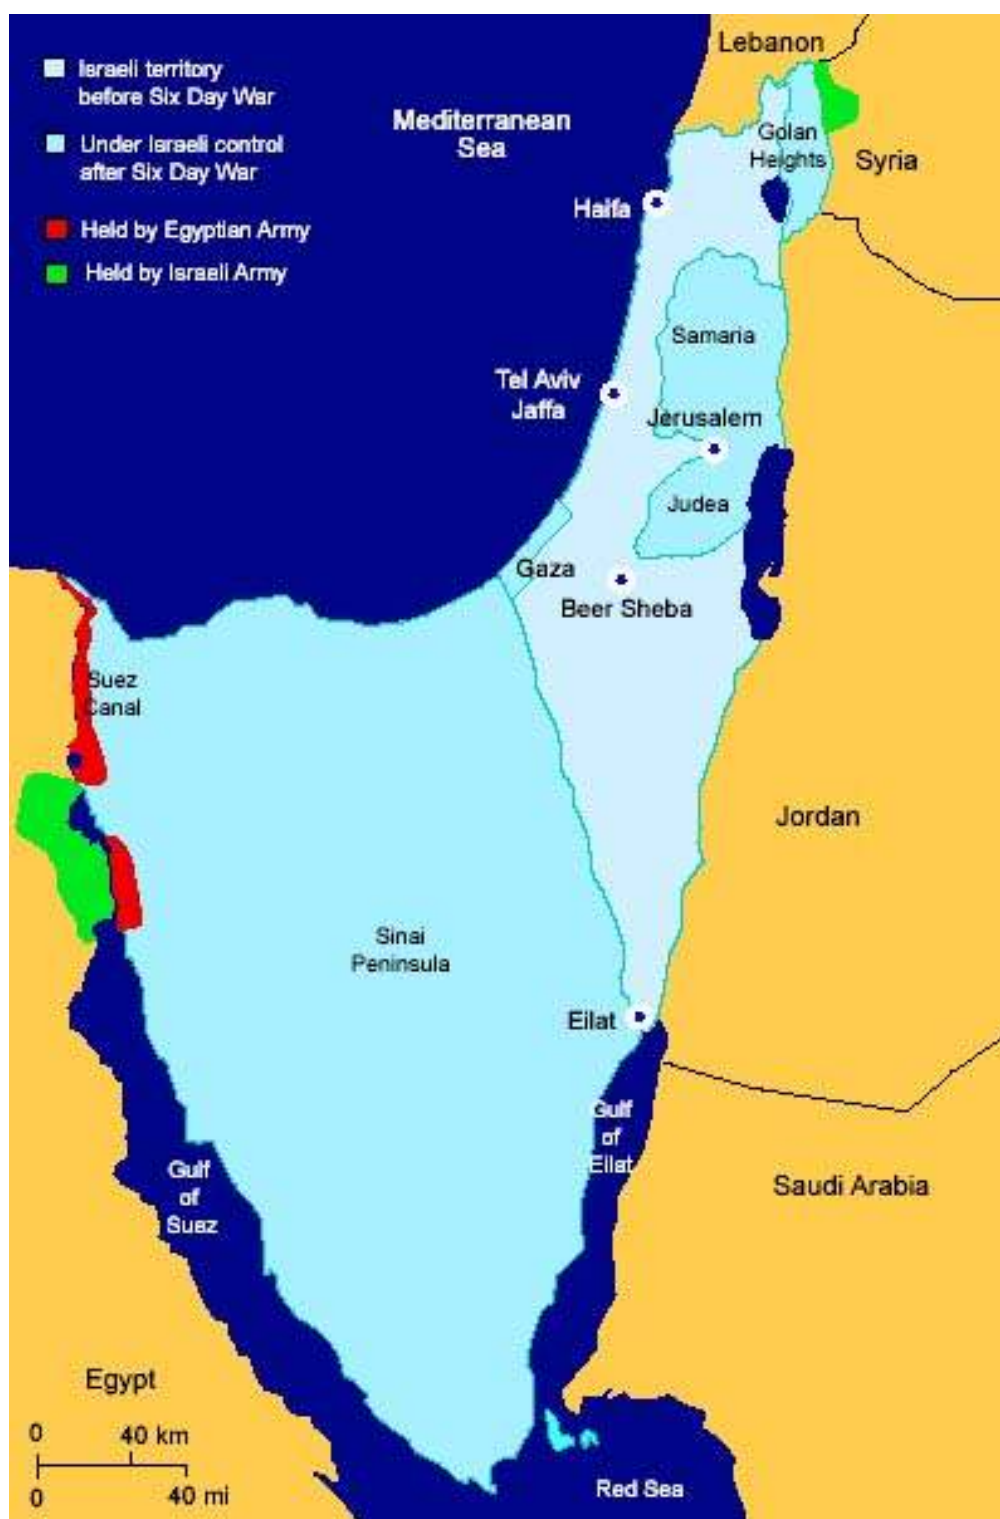 Israeli territory
before Six Day War
Under Israeli control
after Six Day War
Held by Egyptian Army
Held by Israeli Army
Lebanon
Mediterranean
Sea
Golan
Heights
Syria
Haifa
Samaria
Tel Aviv
Jaffa
Jerusalem
Judea
Gaza
Beer Sheba
Suez
Canal
Jordan
Sinai
Peninsula
Eilat
Gulf
of
Eilat
Gulf
of
Suez
Saudi Arabia
Egypt
0 40 km
0 40 mi
Red Sea